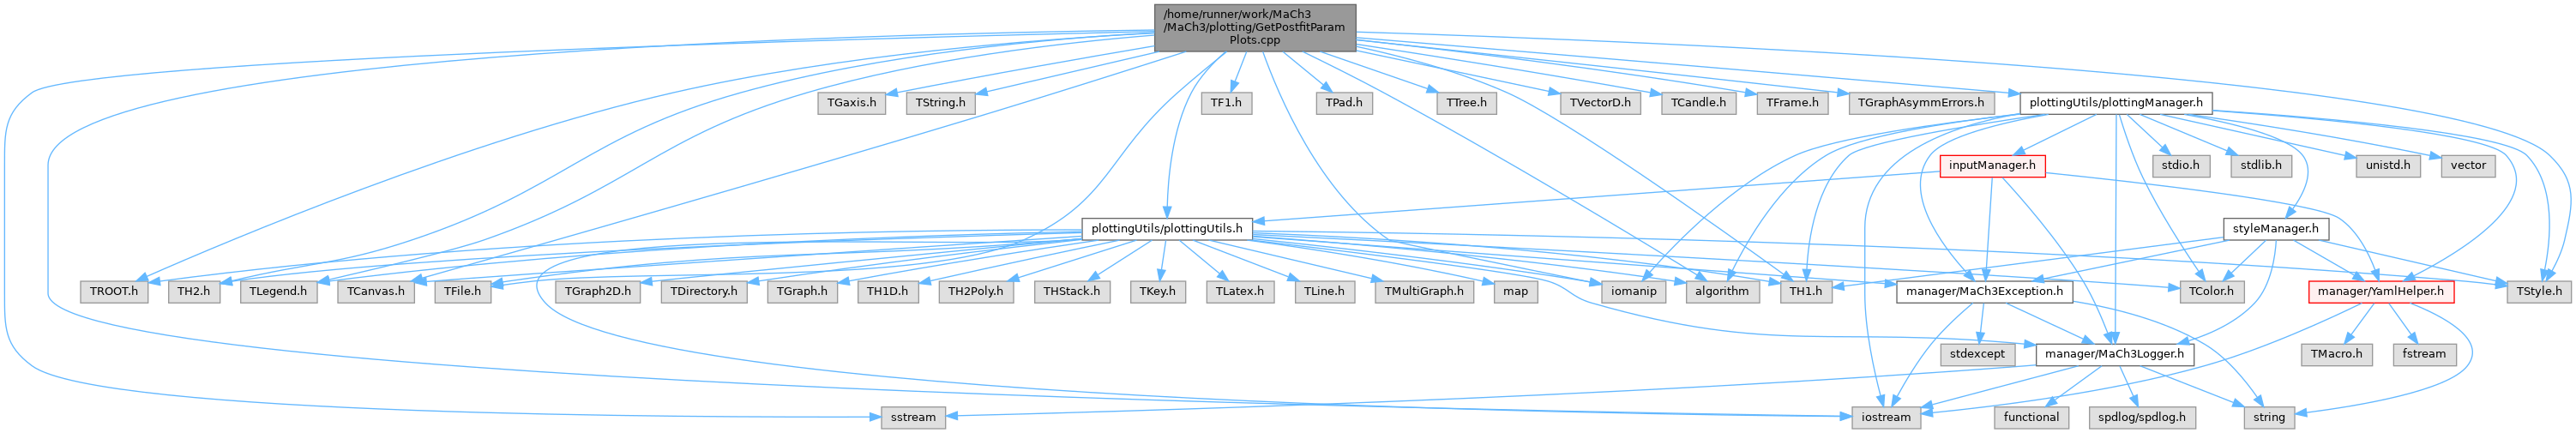 /home/runner/work/MaCh3
/MaCh3/plotting/GetPostfitParam
Plots.cpp
TGaxis.h
TString.h
TF1.h
TPad.h
TTree.h
TVectorD.h
TCandle.h
TFrame.h
TGraphAsymmErrors.h
plottingUtils/plottingManager.h
inputManager.h
stdio.h
stdlib.h
unistd.h
vector
plottingUtils/plottingUtils.h
styleManager.h
TROOT.h
TH2.h
TLegend.h
TCanvas.h
TFile.h
TGraph2D.h
TDirectory.h
TGraph.h
TH1D.h
TH2Poly.h
THStack.h
TKey.h
TLatex.h
TLine.h
TMultiGraph.h
map
iomanip
algorithm
TH1.h
manager/MaCh3Exception.h
TColor.h
manager/YamlHelper.h
TStyle.h
stdexcept
manager/MaCh3Logger.h
TMacro.h
fstream
sstream
iostream
functional
spdlog/spdlog.h
string